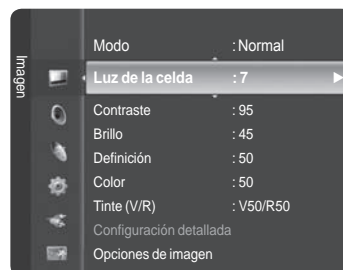 Imagen
Modo : Normal
Luz de la celda : 7
Contraste : 95
Brillo : 45
Definición : 50
Color : 50
Tinte (V/R) : V50/R50
Configuración detallada
Opciones de imagen